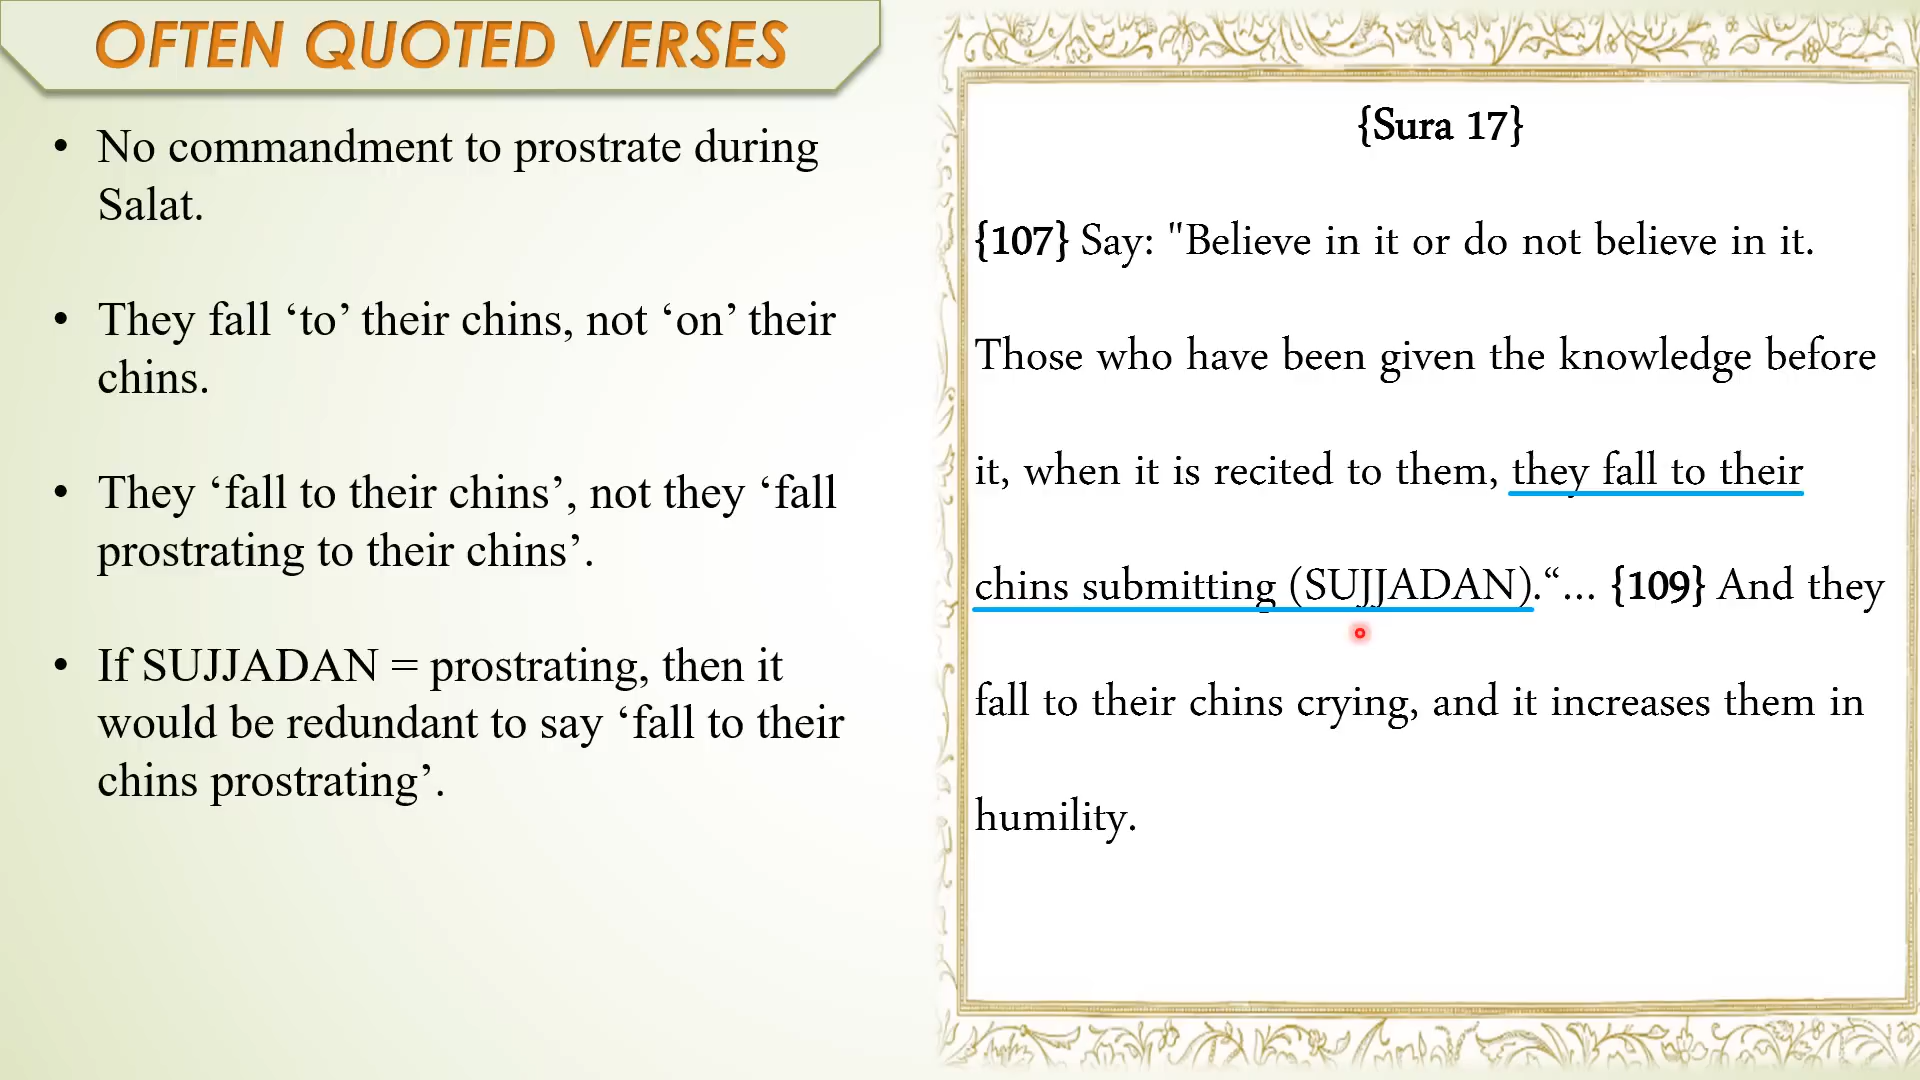 OFTEN QUOTED VERSES
• No commandment to prostrate during
Salat.
• They fall ‘to’ their chins, not ‘on’ their
chins.
• They ‘fall to their chins’, not they ‘fall
prostrating to their chins’.
• If SUJJADAN = prostrating, then it
would be redundant to say ‘fall to their
chins prostrating’.
{Sura 17}
{107} Say: "Believe in it or do not believe in it.
Those who have been given the knowledge before
it, when it is recited to them, they fall to their
chins submitting (SUJJADAN).“... {109} And they
fall to their chins crying, and it increases them in
humility.